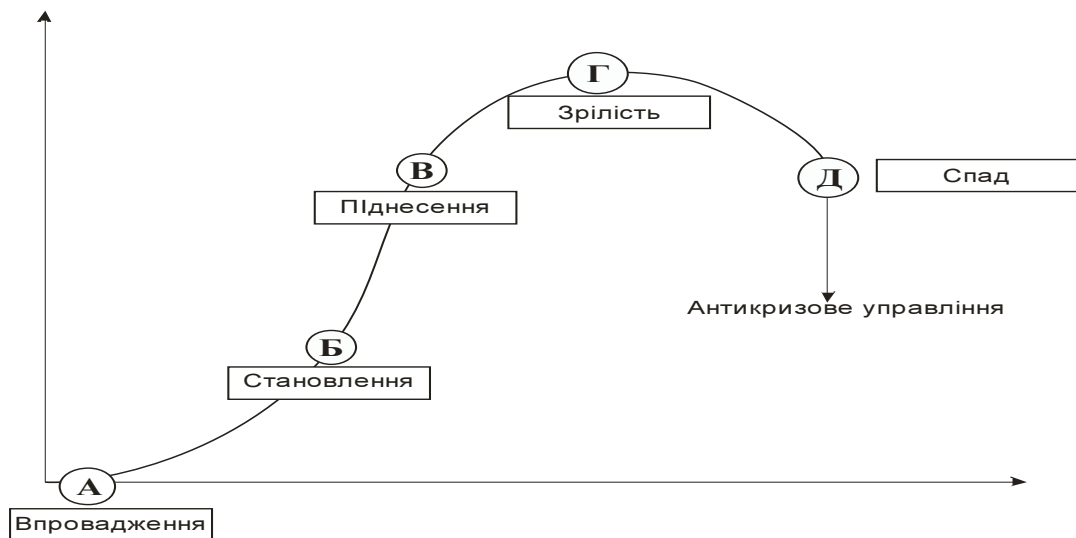 Г
Зрілість
В
ПІднесення
Д
Спад
Антикризове управління
Б
Становлення
А
Впровадження